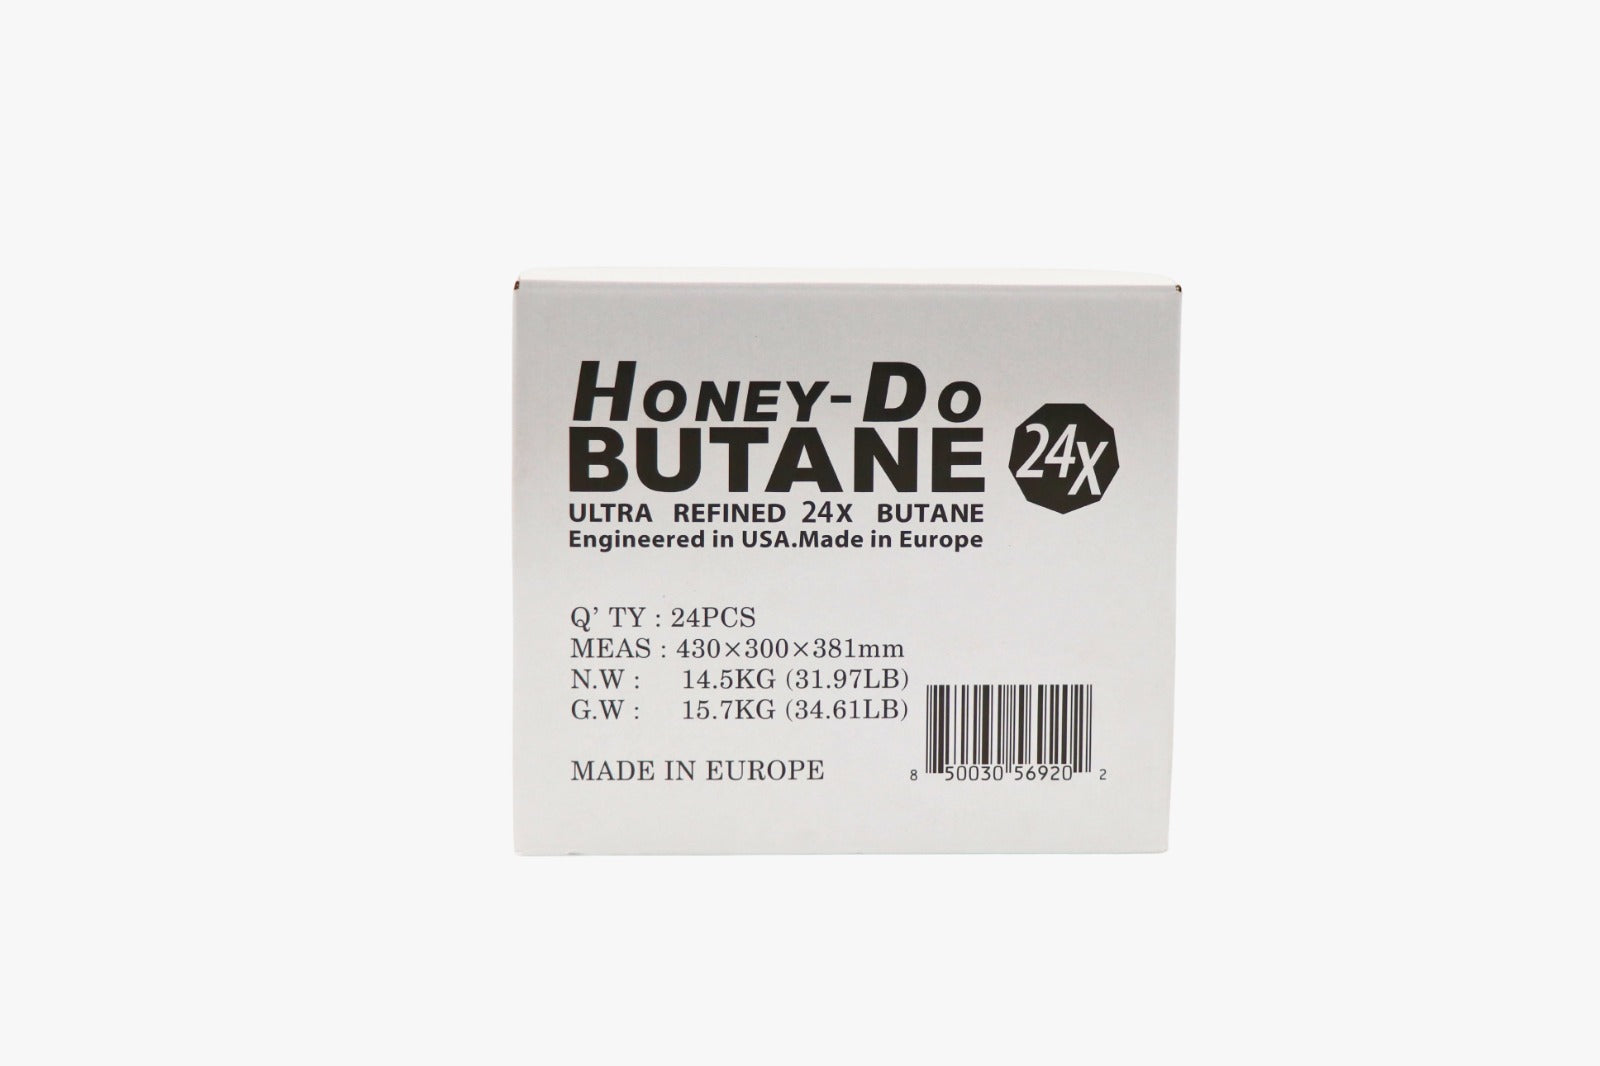 HONEY-DO
BUTANE
24X
ULTRA REFINED 24X BUTANE
Engineered in USA.Made in Europe
Q' TY : 24PCS
MEAS : 430×300×381mm
N.W : 14.5KG (31.97LB)
G.W : 15.7KG (34.61LB)
MADE IN EUROPE
8 50030 56920 2